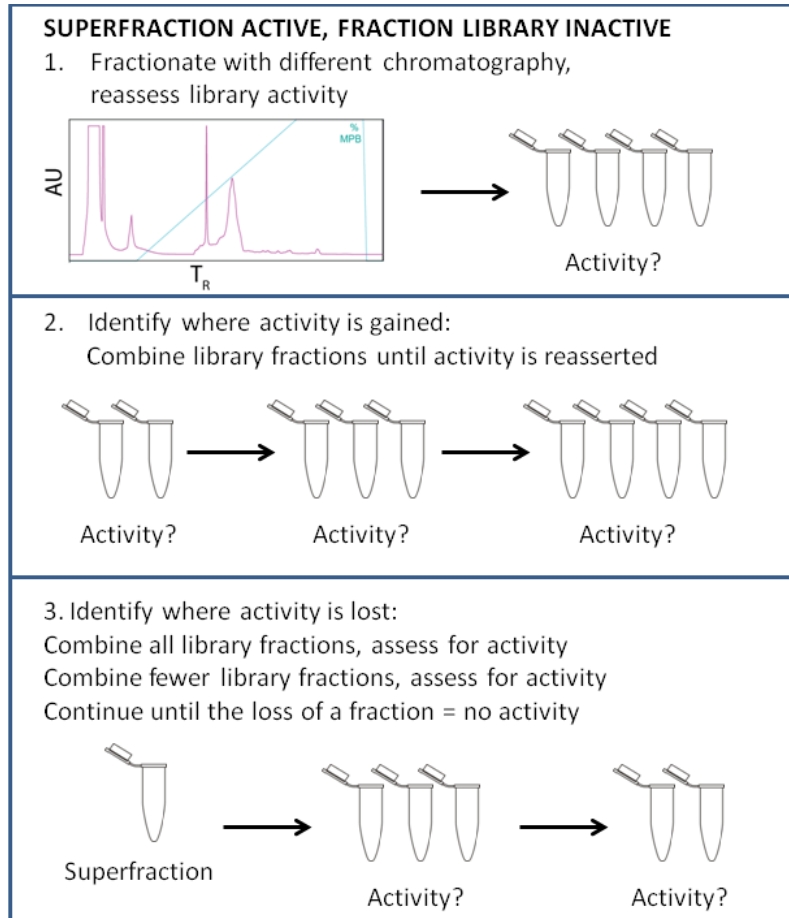 SUPERFRACTION ACTIVE, FRACTION LIBRARY INACTIVE
1. Fractionate with different chromatography,
reassess library activity
%
MPB
AU
TR
Activity?
2. Identify where activity is gained:
Combine library fractions until activity is reasserted
Activity? Activity? Activity?
3. Identify where activity is lost:
Combine all library fractions, assess for activity
Combine fewer library fractions, assess for activity
Continue until the loss of a fraction = no activity
Superfraction
Activity? Activity?